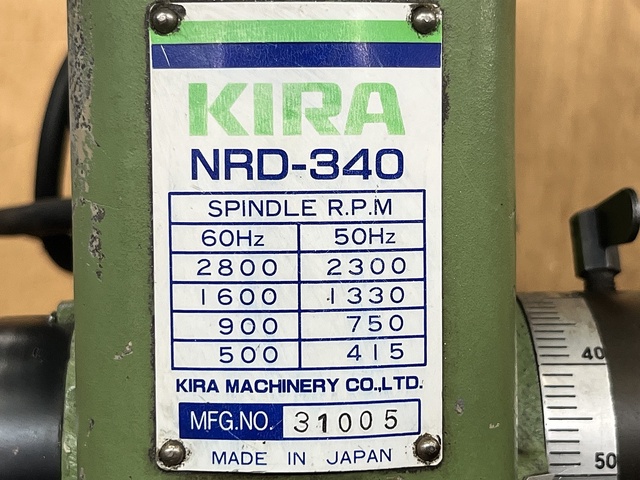 KIRA
NRD-340
SPINDLE R.P.M
60Hz 50Hz
2800 2300
1600 1330
900 750
500 415
KIRA MACHINERY CO.,LTD.
MFG.NO. 31005
MADE IN JAPAN
40
50